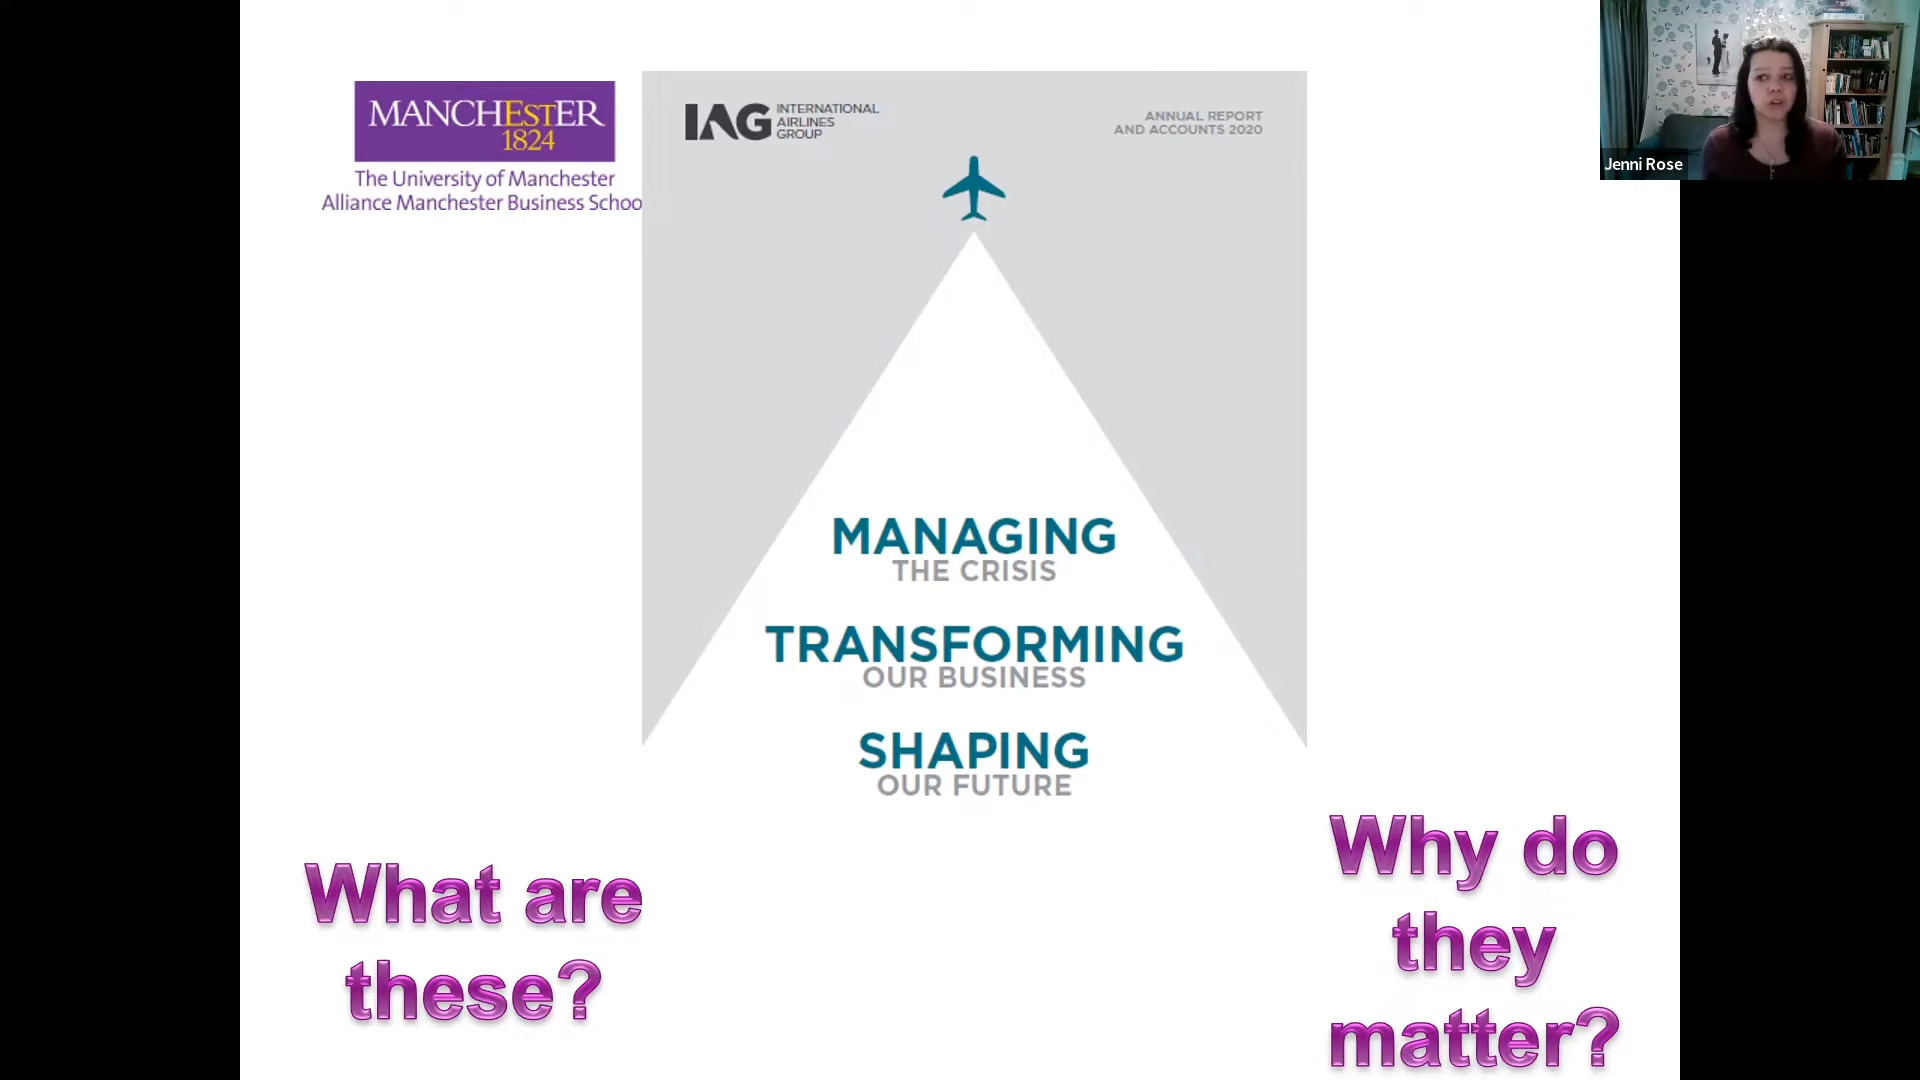 MANCHESTER
1824
The University of Manchester
Alliance Manchester Business Schoo
IAG INTERNATIONAL
AIRLINES
GROUP
ANNUAL REPORT
AND ACCOUNTS 2020
Jenni Rose
MANAGING
THE CRISIS
TRANSFORMING
OUR BUSINESS
SHAPING
OUR FUTURE
What are
these?
Why do
they
matter?